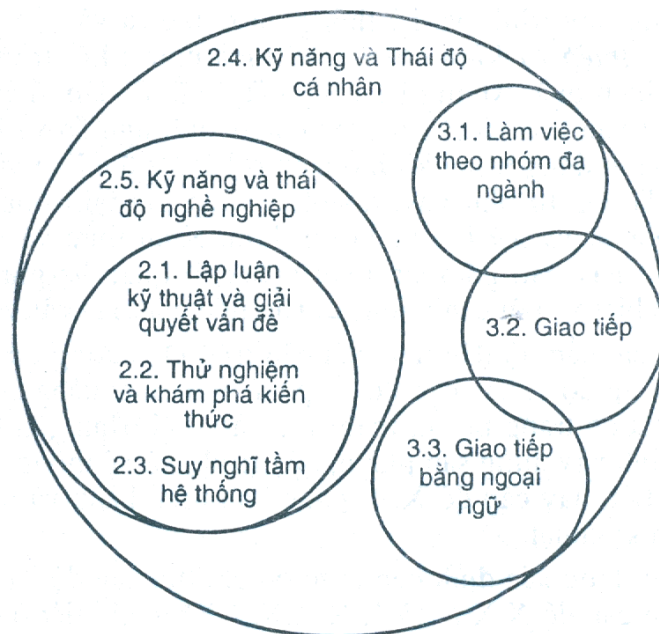 2.4. Kỹ năng và Thái độ
cá nhân
3.1. Làm việc
theo nhóm đa
ngành
2.5. Kỹ năng và thái
độ nghề nghiệp
2.1. Lập luận
kỹ thuật và giải
quyết vấn đề
2.2. Thử nghiệm
và khám phá kiến
thức
2.3. Suy nghĩ tầm
hệ thống
3.2. Giao tiếp
3.3. Giao tiếp
bằng ngoại
ngữ